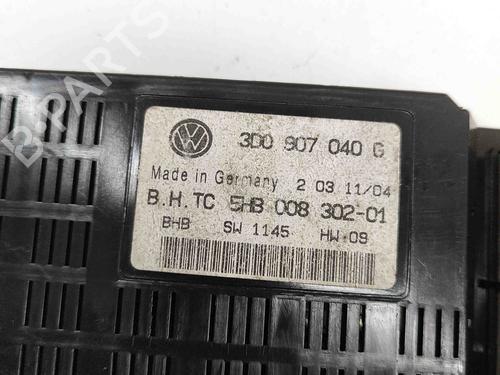 3D0 907 040 G
Made in Germany 2 03 11/04
B.H.TC 5HB 008 302-01
BHB SW 1145 HW 09